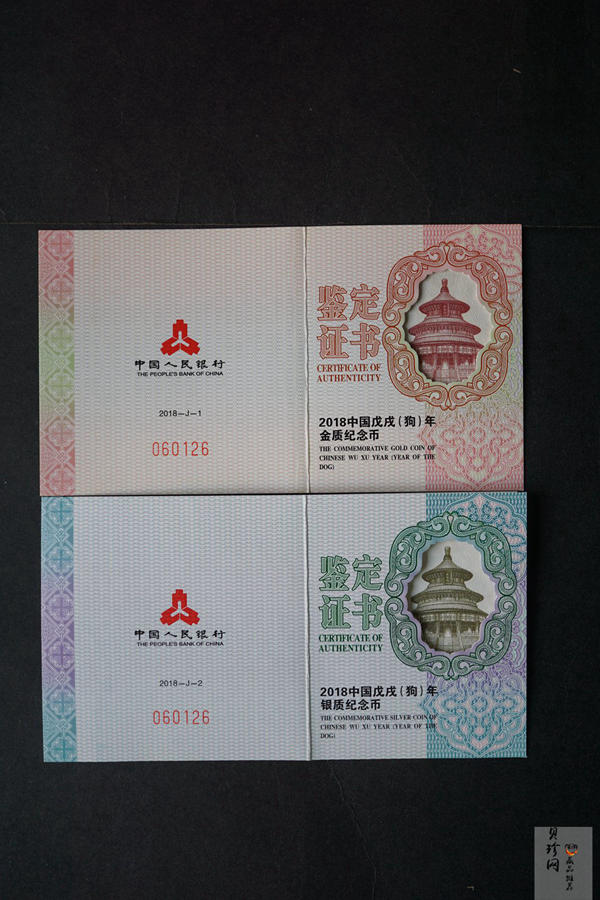 中国人民银行
THE PEOPLE'S BANK OF CHINA
2018-J-1
060126
鉴定
证书
CERTIFICATE OF
AUTHENTICITY
2018中国戊戌(狗)年
金质纪念币
THE COMMEMORATIVE GOLD COIN OF
CHINESE WU XU YEAR (YEAR OF THE
DOG)
中国人民银行
THE PEOPLE'S BANK OF CHINA
2018-J-2
060126
鉴定
证书
CERTIFICATE OF
AUTHENTICITY
2018中国戊戌(狗)年
银质纪念币
THE COMMEMORATIVE SILVER COIN OF
CHINESE WU XU YEAR (YEAR OF THE
DOG)
贝珍网